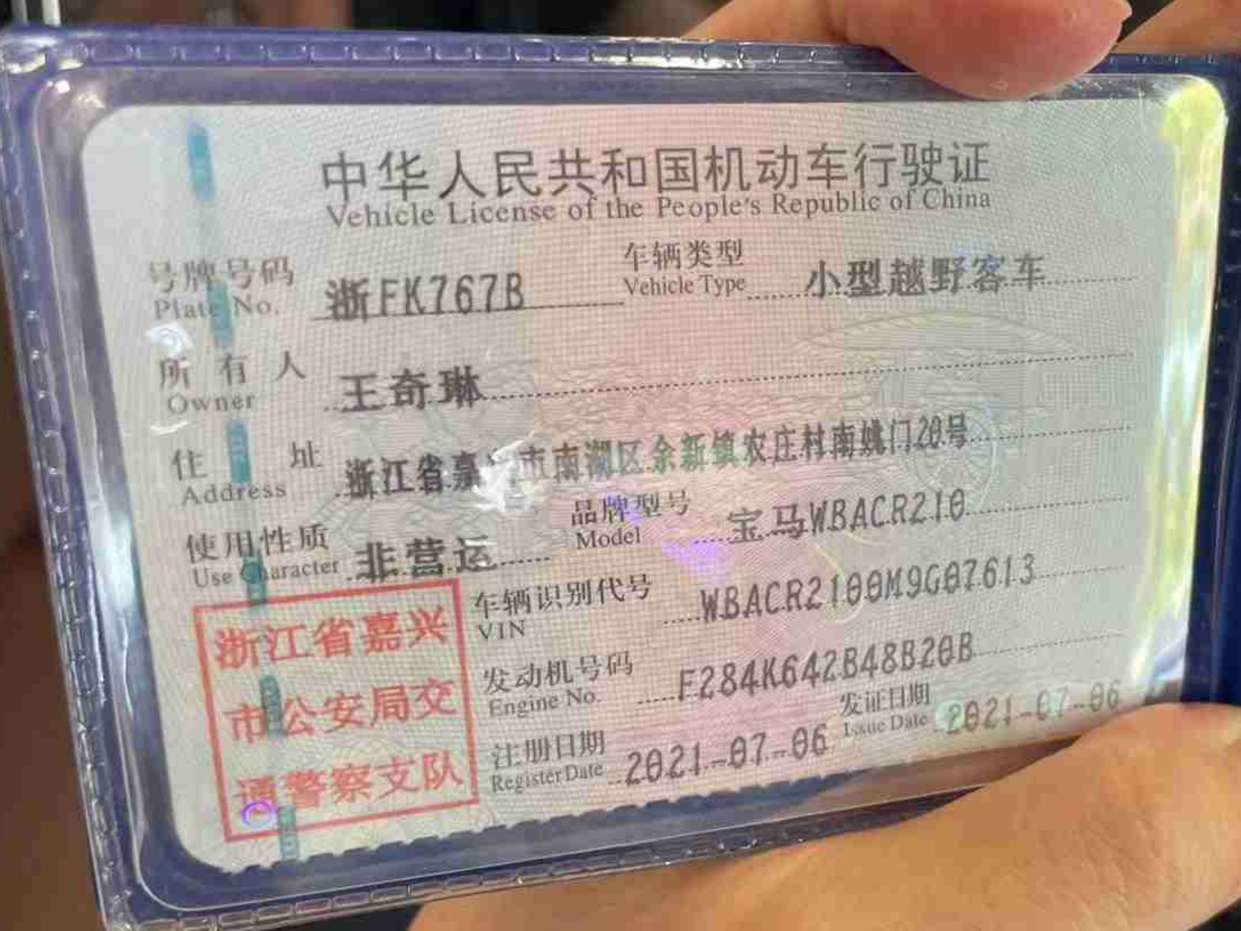 中华人民共和国机动车行驶证
Vehicle License of the People's Republic of China
号牌号码 浙FK767B 车辆类型 小型越野客车
Plate No. Vehicle Type
所有人 王奇琳
Owner
住址 浙江省嘉 市南湖区余新镇农庄村南姚门20号
Address
使用性质 非营运 品牌型号 宝马WBACR210
Use Character Model
车辆识别代号 WBACR2100M9G07613
VIN
发动机号码 F284K642B48B20B
Engine No.
注册日期 2021-07-06 发证日期 2021-07-06
Register Date Issue Date
浙江省嘉兴
市公安局交
通警察支队